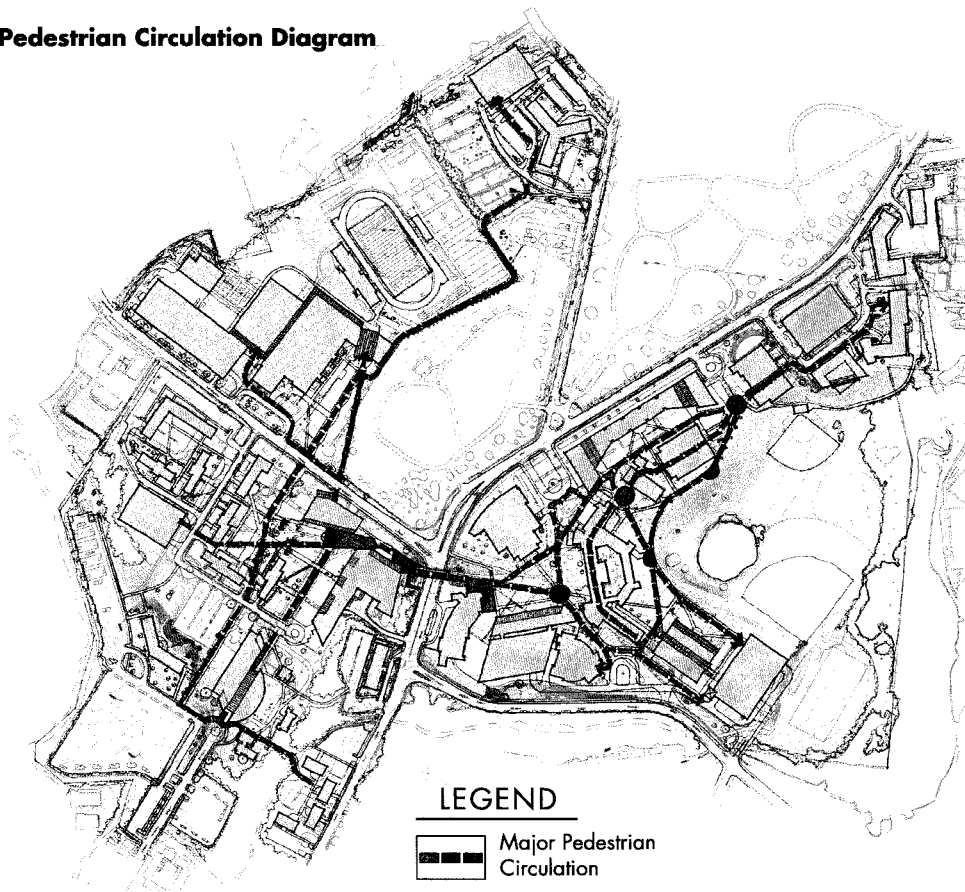 Pedestrian Circulation Diagram
LEGEND
Major Pedestrian
Circulation